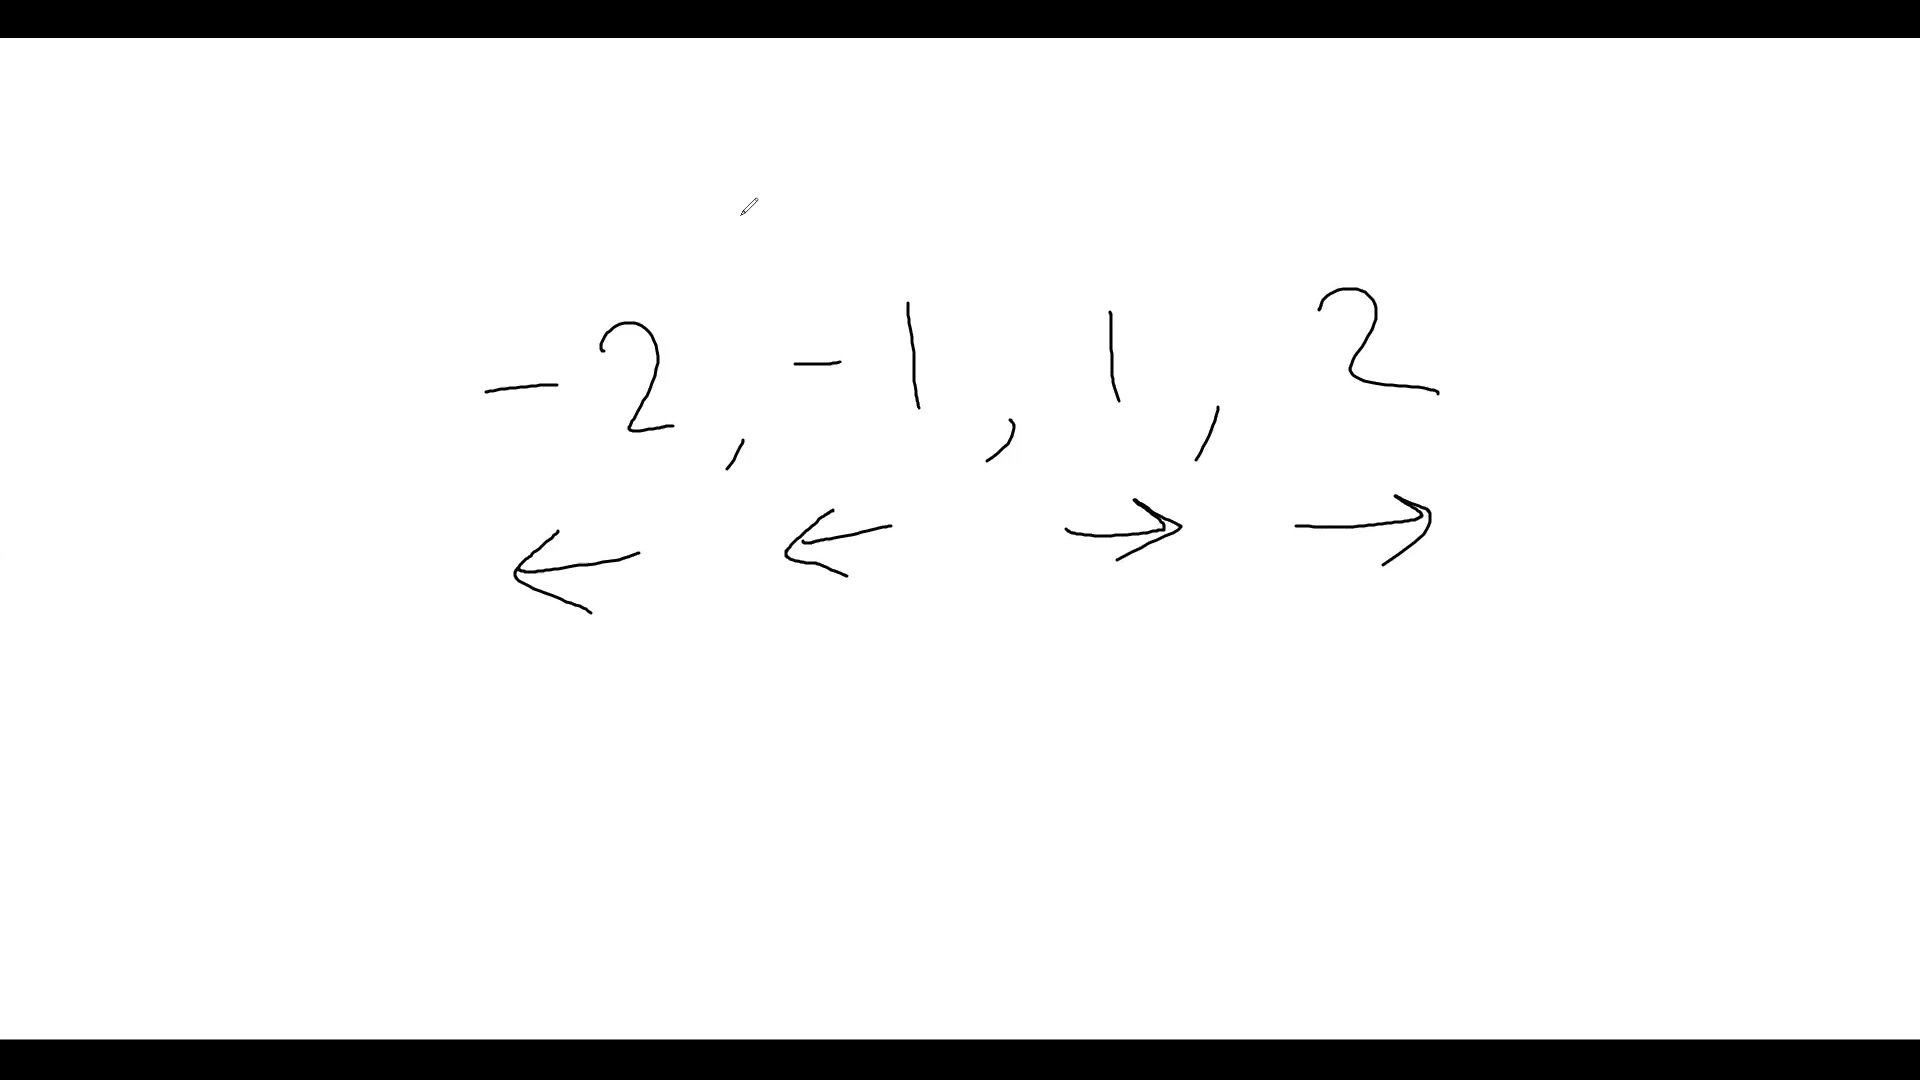 -2, -1, 1, 2
← ← → →